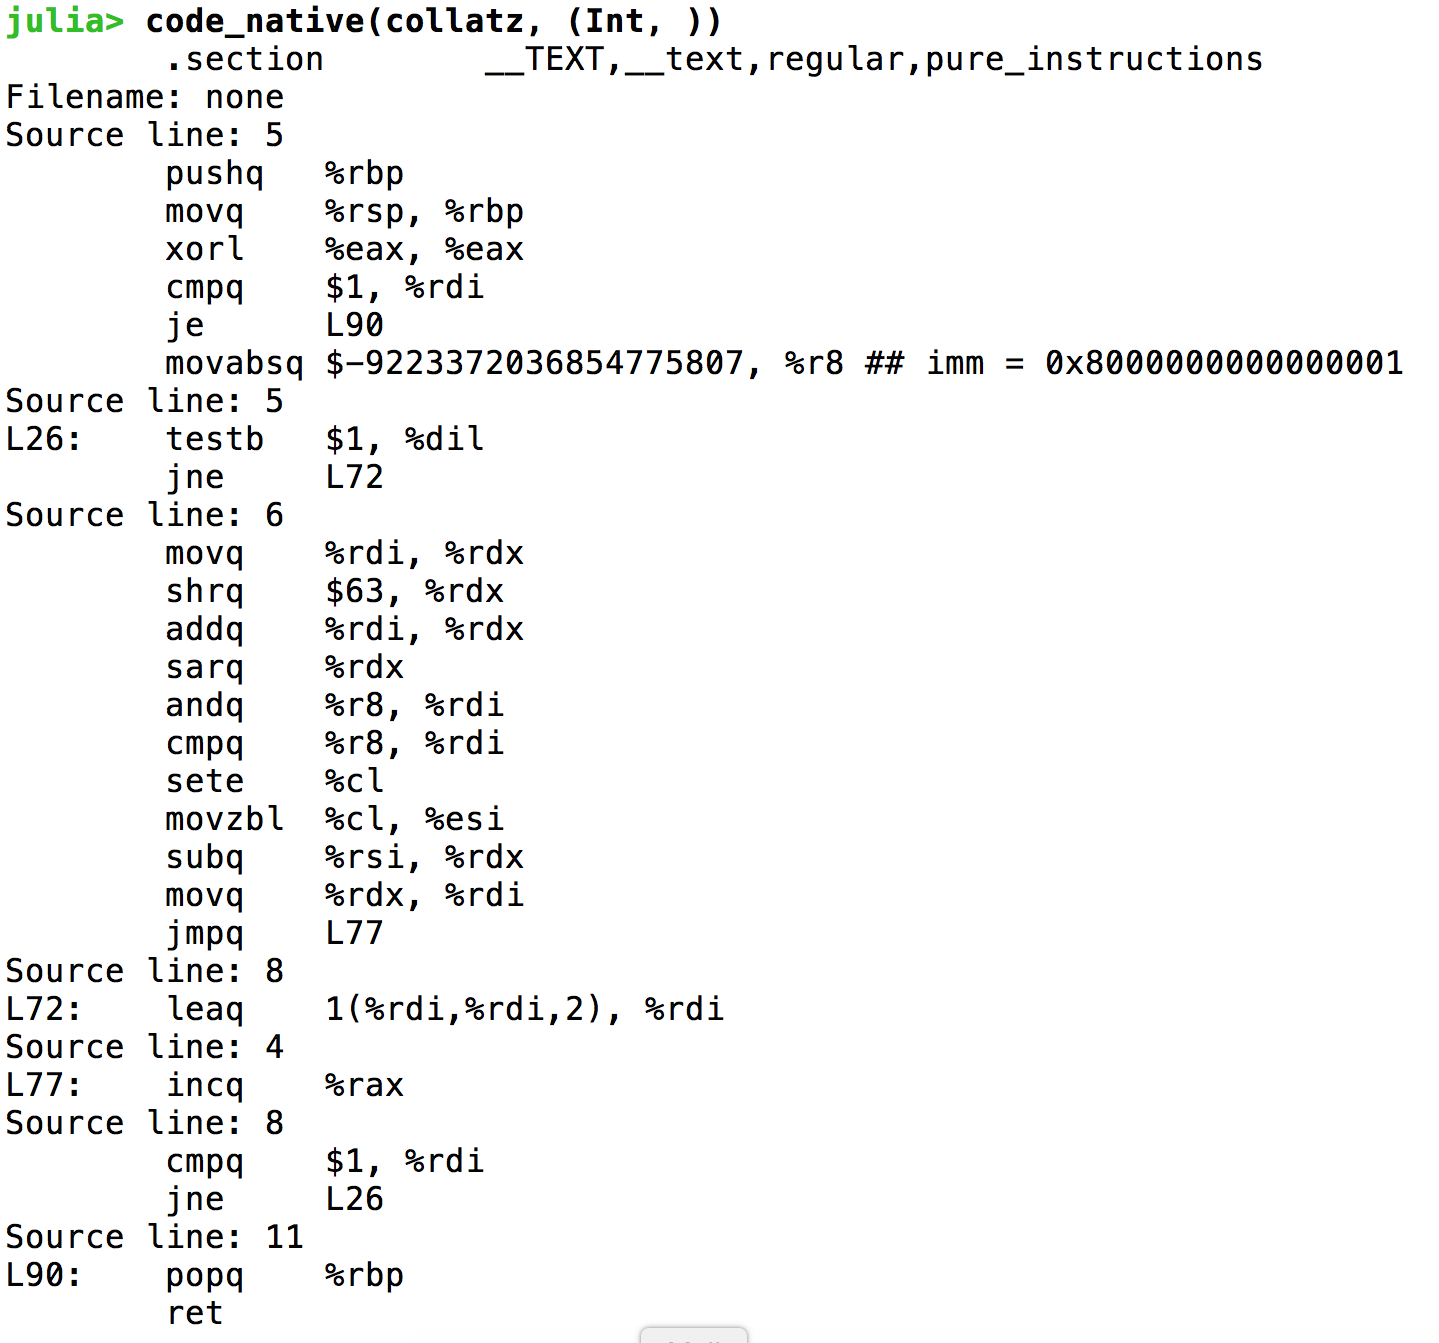 julia> code_native(collatz, (Int, ))
.section __TEXT,__text,regular,pure_instructions
Filename: none
Source line: 5
pushq %rbp
movq %rsp, %rbp
xorl %eax, %eax
cmpq $1, %rdi
je L90
movabsq $-9223372036854775807, %r8 ## imm = 0x8000000000000001
Source line: 5
L26: testb $1, %dil
jne L72
Source line: 6
movq %rdi, %rdx
shrq $63, %rdx
addq %rdi, %rdx
sarq %rdx
andq %r8, %rdi
cmpq %r8, %rdi
sete %cl
movzbl %cl, %esi
subq %rsi, %rdx
movq %rdx, %rdi
jmpq L77
Source line: 8
L72: leaq 1(%rdi,%rdi,2), %rdi
Source line: 4
L77: incq %rax
Source line: 8
cmpq $1, %rdi
jne L26
Source line: 11
L90: popq %rbp
ret